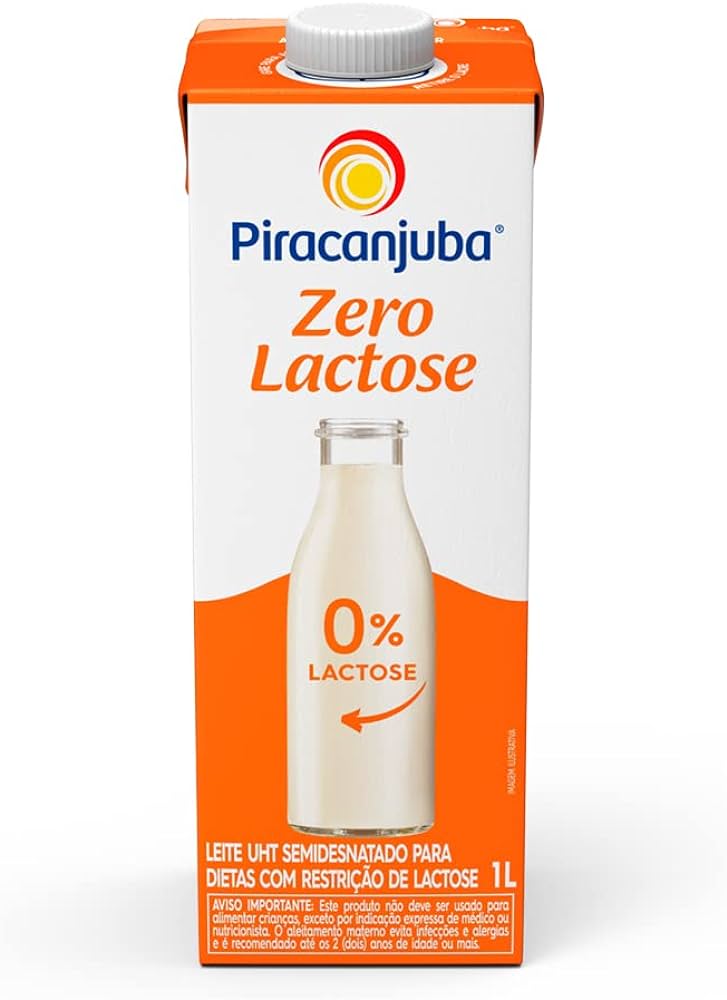 Piracanjuba®
Zero
Lactose
0%
LACTOSE
IMAGEM ILUSTRATIVA
LEITE UHT SEMIDESNATADO PARA
DIETAS COM RESTRIÇÃO DE LACTOSE 1L
AVISO IMPORTANTE: Este produto não deve ser usado para
alimentar crianças, exceto por indicação expressa de médico ou
nutricionista. O aleitamento materno evita infecções e alergias
e é recomendado até os 2 (dois) anos de idade ou mais.